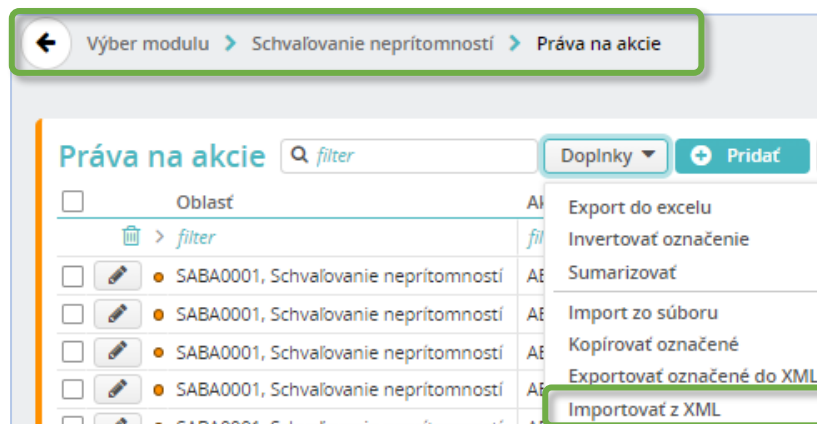 Výber modulu > Schvaľovanie neprítomností > Práva na akcie
Práva na akcie filter Doplnky Pridať
Oblasť
filter
SABA0001, Schvaľovanie neprítomností
SABA0001, Schvaľovanie neprítomností
SABA0001, Schvaľovanie neprítomností
SABA0001, Schvaľovanie neprítomností
Export do excelu
Invertovať označenie
Sumarizovať
Import zo súboru
Kopírovať označené
Exportovať označené do XML
Importovať z XML